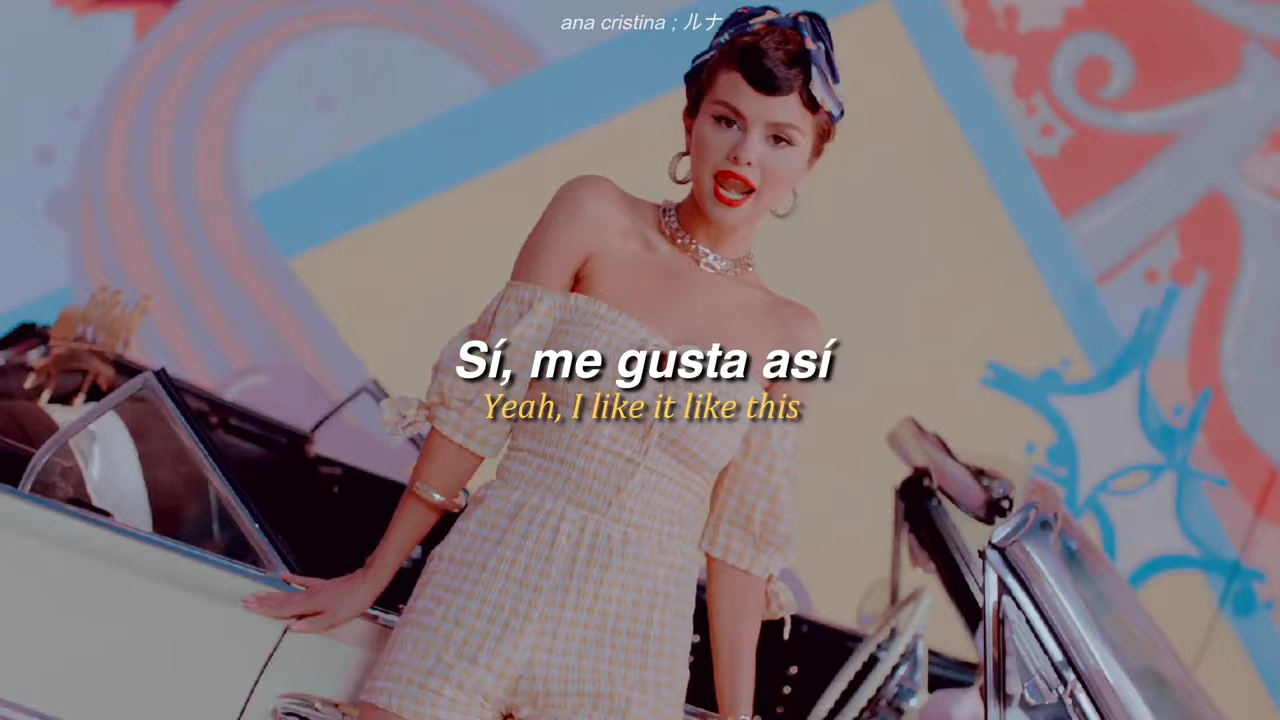 ana cristina ; ルナ
Sí, me gusta así
Yeah, I like it like this